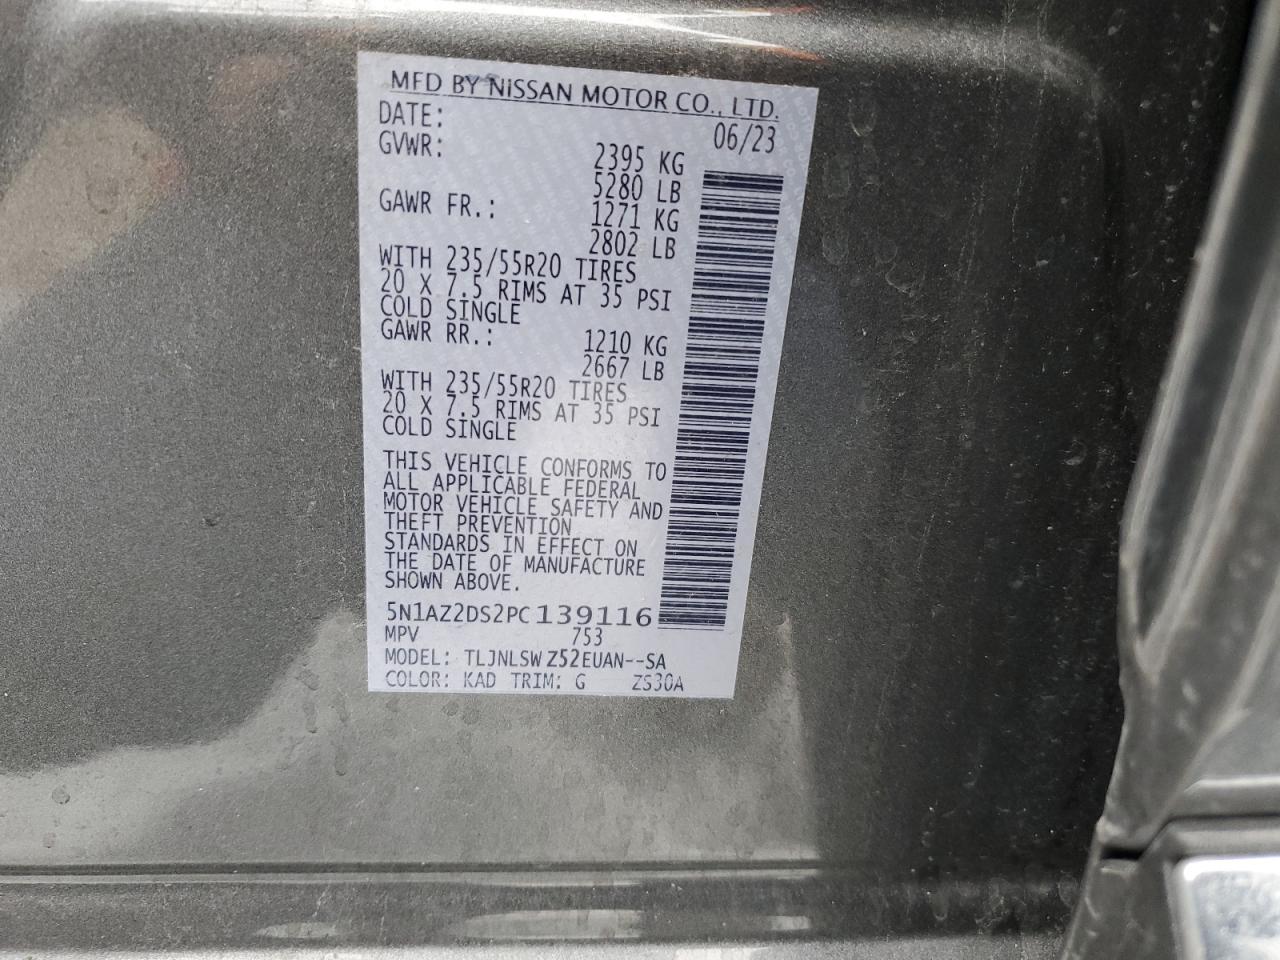 MFD BY NISSAN MOTOR CO., LTD.
DATE: 06/23
GVWR: 2395 KG
5280 LB
GAWR FR.: 1271 KG
2802 LB
WITH 235/55R20 TIRES
20 X 7.5 RIMS AT 35 PSI
COLD SINGLE
GAWR RR.: 1210 KG
2667 LB
WITH 235/55R20 TIRES
20 X 7.5 RIMS AT 35 PSI
COLD SINGLE
THIS VEHICLE CONFORMS TO
ALL APPLICABLE FEDERAL
MOTOR VEHICLE SAFETY AND
THEFT PREVENTION
STANDARDS IN EFFECT ON
THE DATE OF MANUFACTURE
SHOWN ABOVE.
5N1AZ2DS2PC139116
MPV 753
MODEL: TLJNLSWZ52EUAN--SA
COLOR: KAD TRIM: G ZS30A